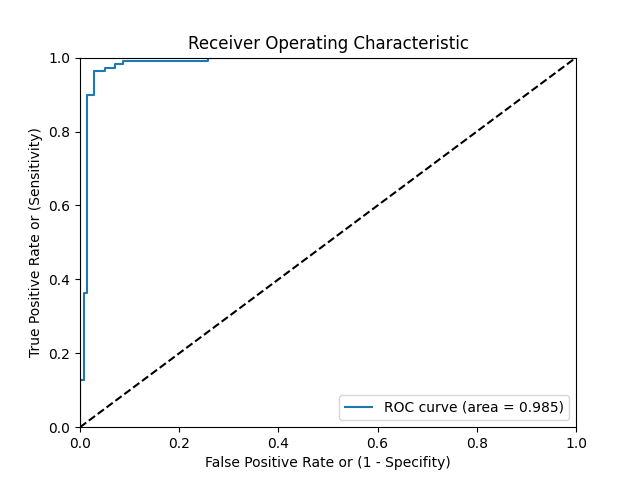 Receiver Operating Characteristic
1.0
0.8
0.6
0.4
0.2
0.0
True Positive Rate or (Sensitivity)
ROC curve (area = 0.985)
0.0 0.2 0.4 0.6 0.8 1.0
False Positive Rate or (1 - Specifity)